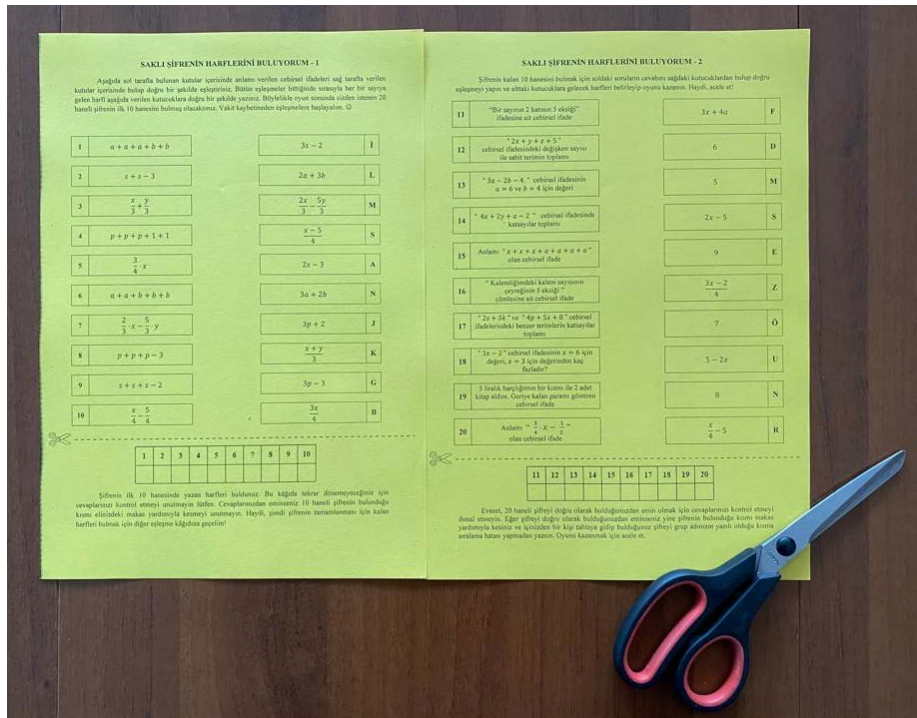 SAKLI ŞİFRENİN HARFLERİNİ BULUYORUM - 1
Aşağıda sol tarafta bulunan kutular içerisinde anlamı verilen cebirsel ifadeleri sağ tarafta verilen
kutular içerisinde bulup doğru bir şekilde eşleştiriniz. Bütün eşleşmeler bittiğinde sırasıyla her bir sayıya
gelen harfi aşağıda verilen kutucuklara doğru bir şekilde yazınız. Böylelikle oyun sonunda sizden istenen 20
haneli şifrenin ilk 10 hanesini bulmuş olacaksınız. Vakit kaybetmeden eşleşmelere başlayalım. ☺
1 a + a + a + b + b 3s − 2 İ
2 s + s − 3 2a + 3b L
3 x/3 + y/3 2x/3 − 5y/3 M
4 p + p + p + 1 + 1 x − 5/4 S
5 3/4 · x 2s − 3 A
6 a + a + b + b + b 3a + 2b N
7 2/3 · x − 5/3 · y 3p + 2 J
8 p + p + p − 3 x + y/3 K
9 s + s + s − 2 3p − 3 G
10 x/4 − 5/4 3x/4 B
1 2 3 4 5 6 7 8 9 10
Şifrenin ilk 10 hanesinde yazan harfleri buldunuz. Bu kâğıda tekrar dönemeyeceğiniz için
cevaplarınızı kontrol etmeyi unutmayın lütfen. Cevaplarınızdan eminseniz 10 haneli şifrenin bulunduğu
kısmı elinizdeki makas yardımıyla kesmeyi unutmayın. Haydi, şimdi şifrenin tamamlanması için kalan
harfleri bulmak için diğer eşleşme kâğıdına geçelim!
SAKLI ŞİFRENİN HARFLERİNİ BULUYORUM - 2
Şifrenin kalan 10 hanesini bulmak için soldaki soruların cevabını sağdaki kutucuklardan bulup doğru
eşleşmeyi yapın ve alttaki kutucuklara gelecek harfleri belirleyip oyunu kazanın. Haydi, acele et!
11 "Bir sayının 2 katının 5 eksiği"
ifadesine ait cebirsel ifade
3x + 4a F
12 "2x + y + z + 5"
cebirsel ifadesindeki değişken sayısı
ile sabit terimin toplamı
6 D
13 "3a − 2b − 4" cebirsel ifadesinin
a = 6 ve b = 4 için değeri
5 M
14 "4x + 2y + a − 2" cebirsel ifadesinde
katsayılar toplamı
2x − 5 S
15 Anlamı "x + x + x + a + a + a + a"
olan cebirsel ifade
9 E
16 "Kalemliğimdeki kalem sayısının
çeyreğinin 5 eksiği"
cümlesine ait cebirsel ifade
3x − 2/4 Z
17 "2s + 3k" ve "4p + 5s + 8" cebirsel
ifadelerindeki benzer terimlerin katsayılar
toplamı
7 Ö
18 "3x − 2" cebirsel ifadesinin x = 6 için
değeri, x = 3 için değerinden kaç
fazladır?
5 − 2x U
19 5 liralık harçlığımın bir kısmı ile 2 adet
kitap aldım. Geriye kalan paramı gösteren
cebirsel ifade
8 N
20 Anlamı "3/4 · x − 1/2"
olan cebirsel ifade
x/4 − 5 R
11 12 13 14 15 16 17 18 19 20
Eveeet, 20 haneli şifreyi doğru olarak bulduğunuzdan emin olmak için cevaplarınızı kontrol etmeyi
ihmal etmeyin. Eğer şifreyi doğru olarak bulduğunuzdan eminseniz yine şifrenin bulunduğu kısmı makas
yardımıyla kesiniz ve içinizden bir kişi tahtaya gidip bulduğunuz şifreyi grup adınızın yazılı olduğu kısma
sıralama hatası yapmadan yazsın. Oyunu kazanmak için acele et.